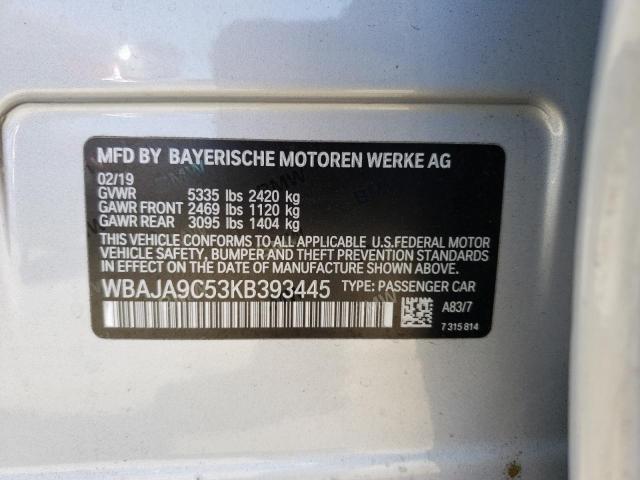 MFD BY BAYERISCHE MOTOREN WERKE AG
02/19
GVWR 5335 lbs 2420 kg
GAWR FRONT 2469 lbs 1120 kg
GAWR REAR 3095 lbs 1404 kg
THIS VEHICLE CONFORMS TO ALL APPLICABLE U.S.FEDERAL MOTOR
VEHICLE SAFETY, BUMPER AND THEFT PREVENTION STANDARDS
IN EFFECT ON THE DATE OF MANUFACTURE SHOWN ABOVE.
WBAJA9C53KB393445 TYPE: PASSENGER CAR
A83/7
7 315 814